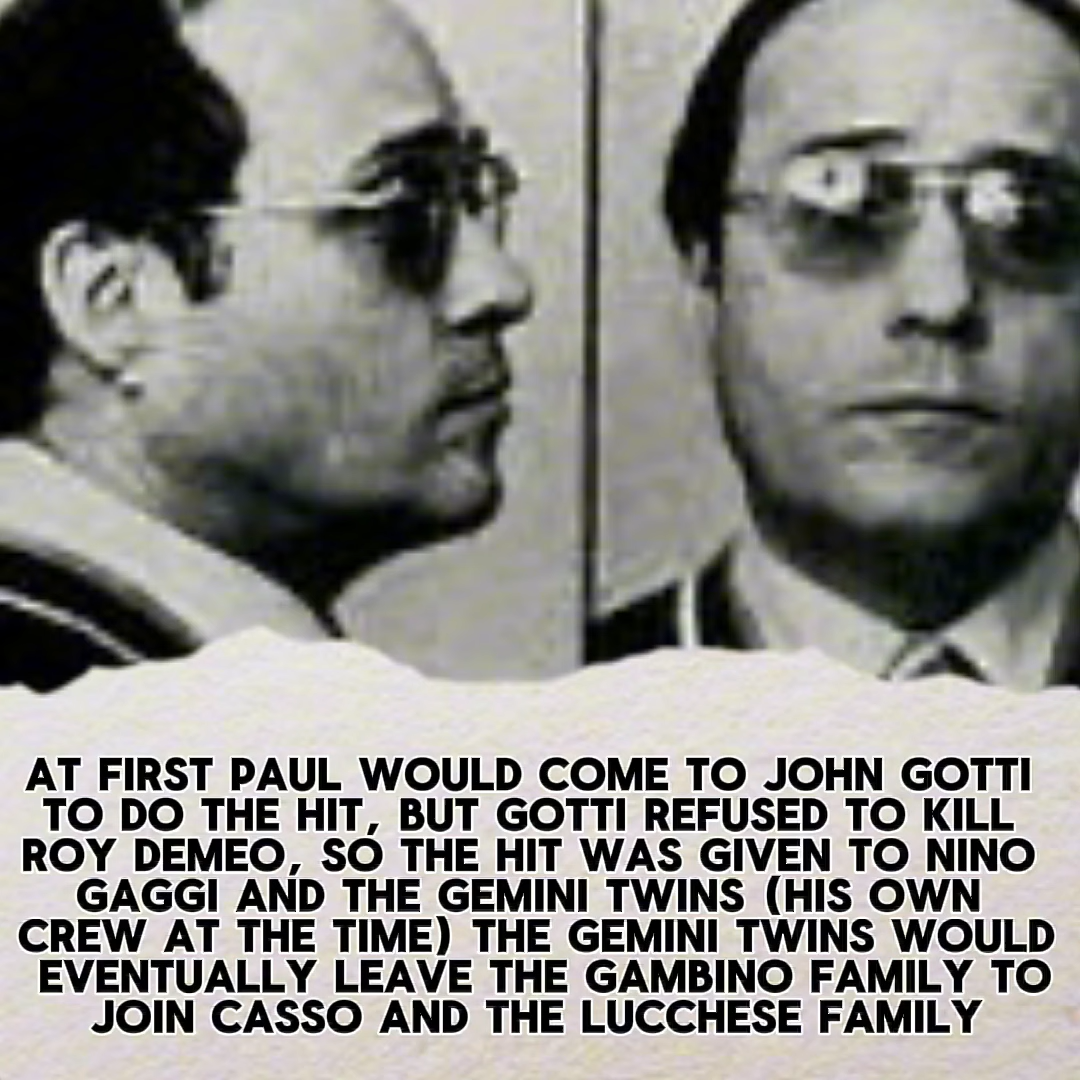 AT FIRST PAUL WOULD COME TO JOHN GOTTI
TO DO THE HIT, BUT GOTTI REFUSED TO KILL
ROY DEMEO, SO THE HIT WAS GIVEN TO NINO
GAGGI AND THE GEMINI TWINS (HIS OWN
CREW AT THE TIME) THE GEMINI TWINS WOULD
EVENTUALLY LEAVE THE GAMBINO FAMILY TO
JOIN CASSO AND THE LUCCHESE FAMILY